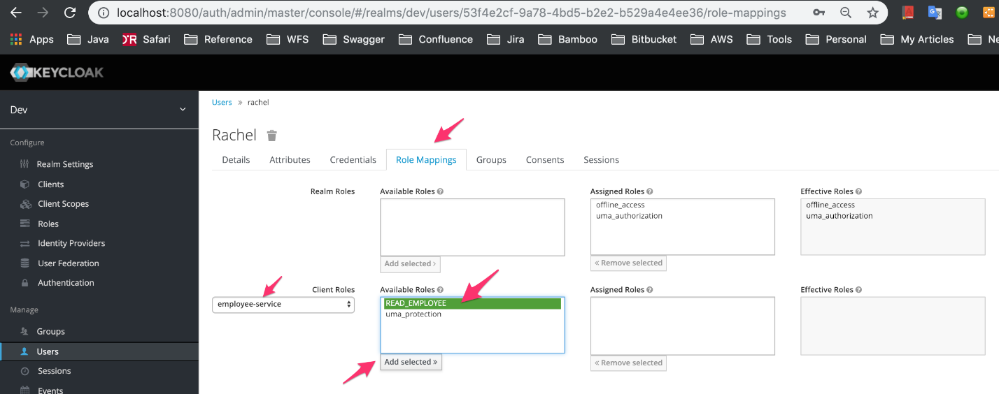 localhost:8080/auth/admin/master/console/#/realms/dev/users/53f4e2cf-9a78-4bd5-b2e2-b529a4e4ee36/role-mappings
Apps Java Safari Reference WFS Swagger Confluence Jira Bamboo Bitbucket AWS Tools Personal My Articles Ne
KEYCLOAK
Dev
Configure
Realm Settings
Clients
Client Scopes
Roles
Identity Providers
User Federation
Authentication
Manage
Groups
Users
Sessions
Events
Users » rachel
Rachel
Details Attributes Credentials Role Mappings Groups Consents Sessions
Realm Roles Available Roles Assigned Roles Effective Roles
offline_access offline_access
uma_authorization uma_authorization
Add selected › « Remove selected
Client Roles Available Roles Assigned Roles Effective Roles
employee-service READ_EMPLOYEE
uma_protection
Add selected » « Remove selected